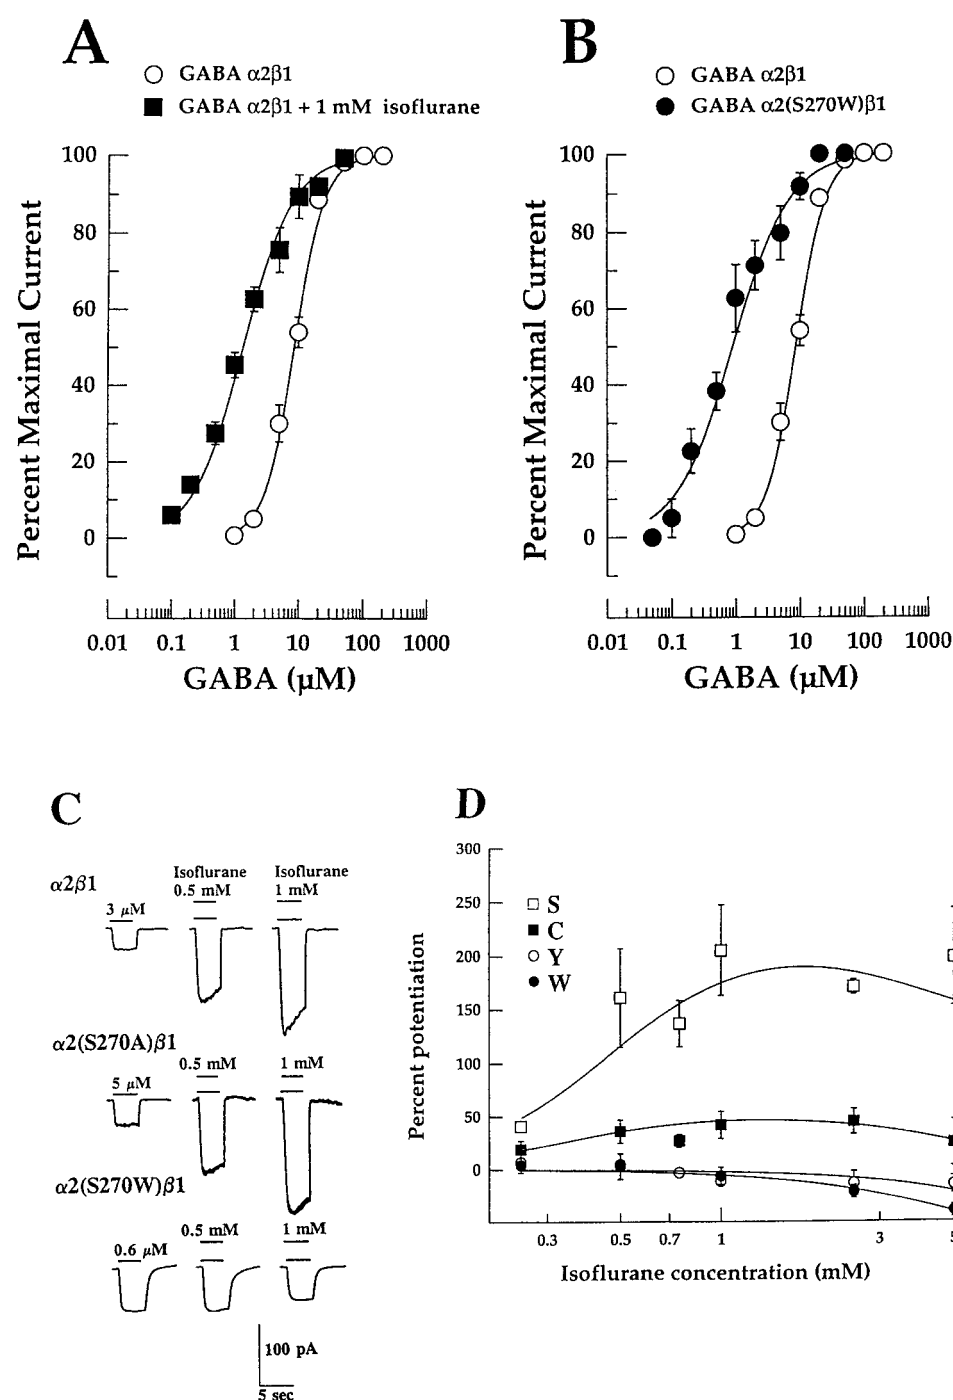 A
GABA α2β1
GABA α2β1 + 1 mM isoflurane
Percent Maximal Current
100
80
60
40
20
0
0.01 0.1 1 10 100 1000
GABA (μM)
B
GABA α2β1
GABA α2(S270W)β1
Percent Maximal Current
100
80
60
40
20
0
0.01 0.1 1 10 100 1000
GABA (μM)
C
α2β1
3 μM
Isoflurane
0.5 mM
Isoflurane
1 mM
α2(S270A)β1
5 μM
0.5 mM
1 mM
α2(S270W)β1
0.6 μM
0.5 mM
1 mM
100 pA
5 sec
D
S
C
Y
W
Percent potentiation
300
250
200
150
100
50
0
0.3 0.5 0.7 1 3 5
Isoflurane concentration (mM)